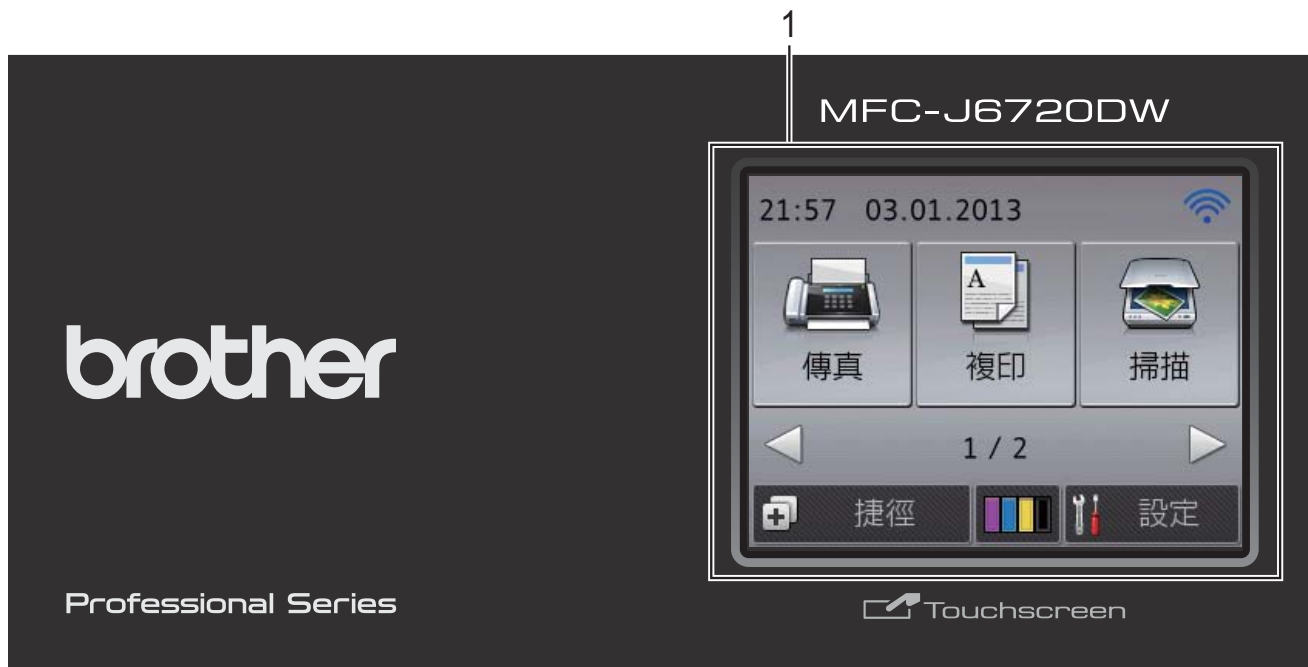 1
MFC-J6720DW
21:57 03.01.2013
A
傳真 複印 掃描
1 / 2
捷徑 設定
brother
Professional Series
Touchscreen